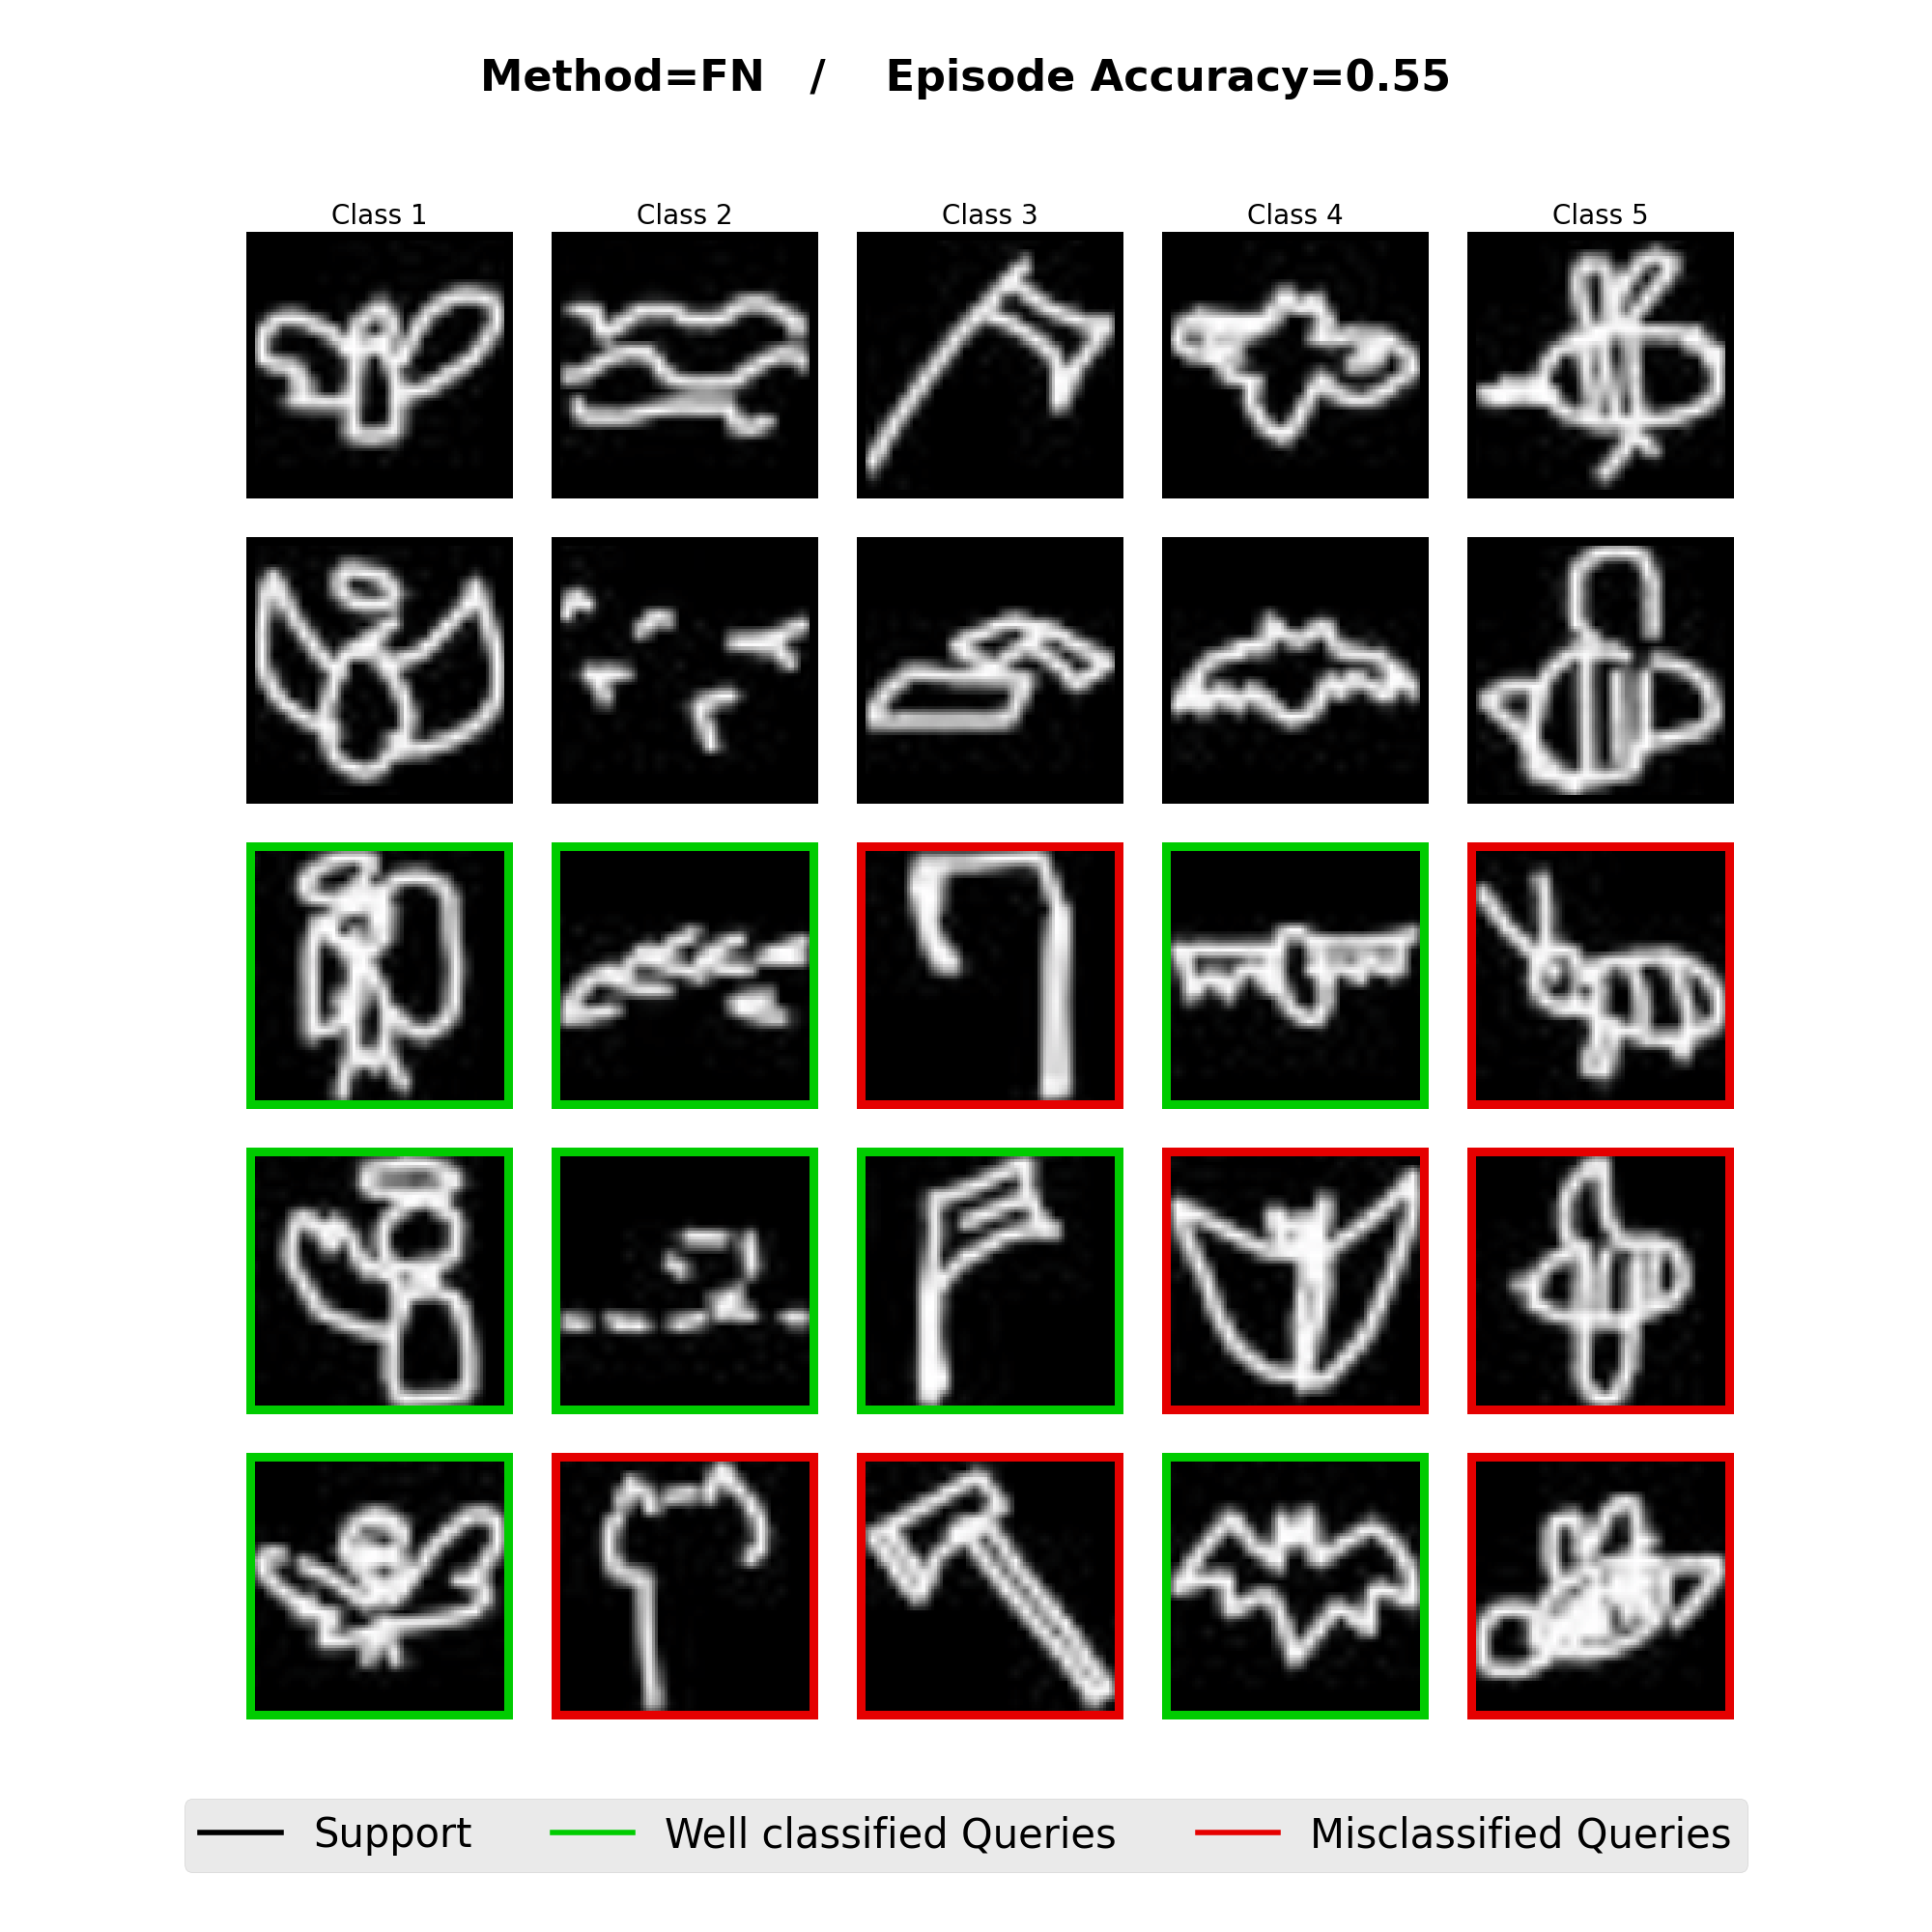 Method=FN / Episode Accuracy=0.55
Class 1 Class 2 Class 3 Class 4 Class 5
Support Well classified Queries Misclassified Queries